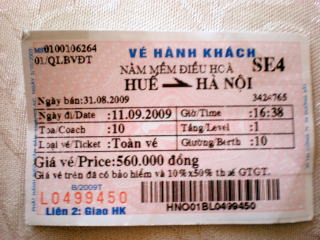 MST:0100106264
01/QLBVĐT
VÉ HÀNH KHÁCH
NẰM MỀM ĐIỀU HOÀ SE4
HUẾ HÀ NỘI
Ngày bán:31.08.2009 3424765
Ngày đi/Date :11.09.2009 Giờ/Time :16:38
Toa/Coach :10 Tầng/Level :1
Loại vé/Ticket :Toàn vé Giường/Berth :10
Giá vé/Price:560.000 đồng
Giá vé trên đã có bảo hiểm và 10%x50% thuế GTGT.
B/2009T
L0499450
HNO01BL0499450
Liên 2: Giao HK